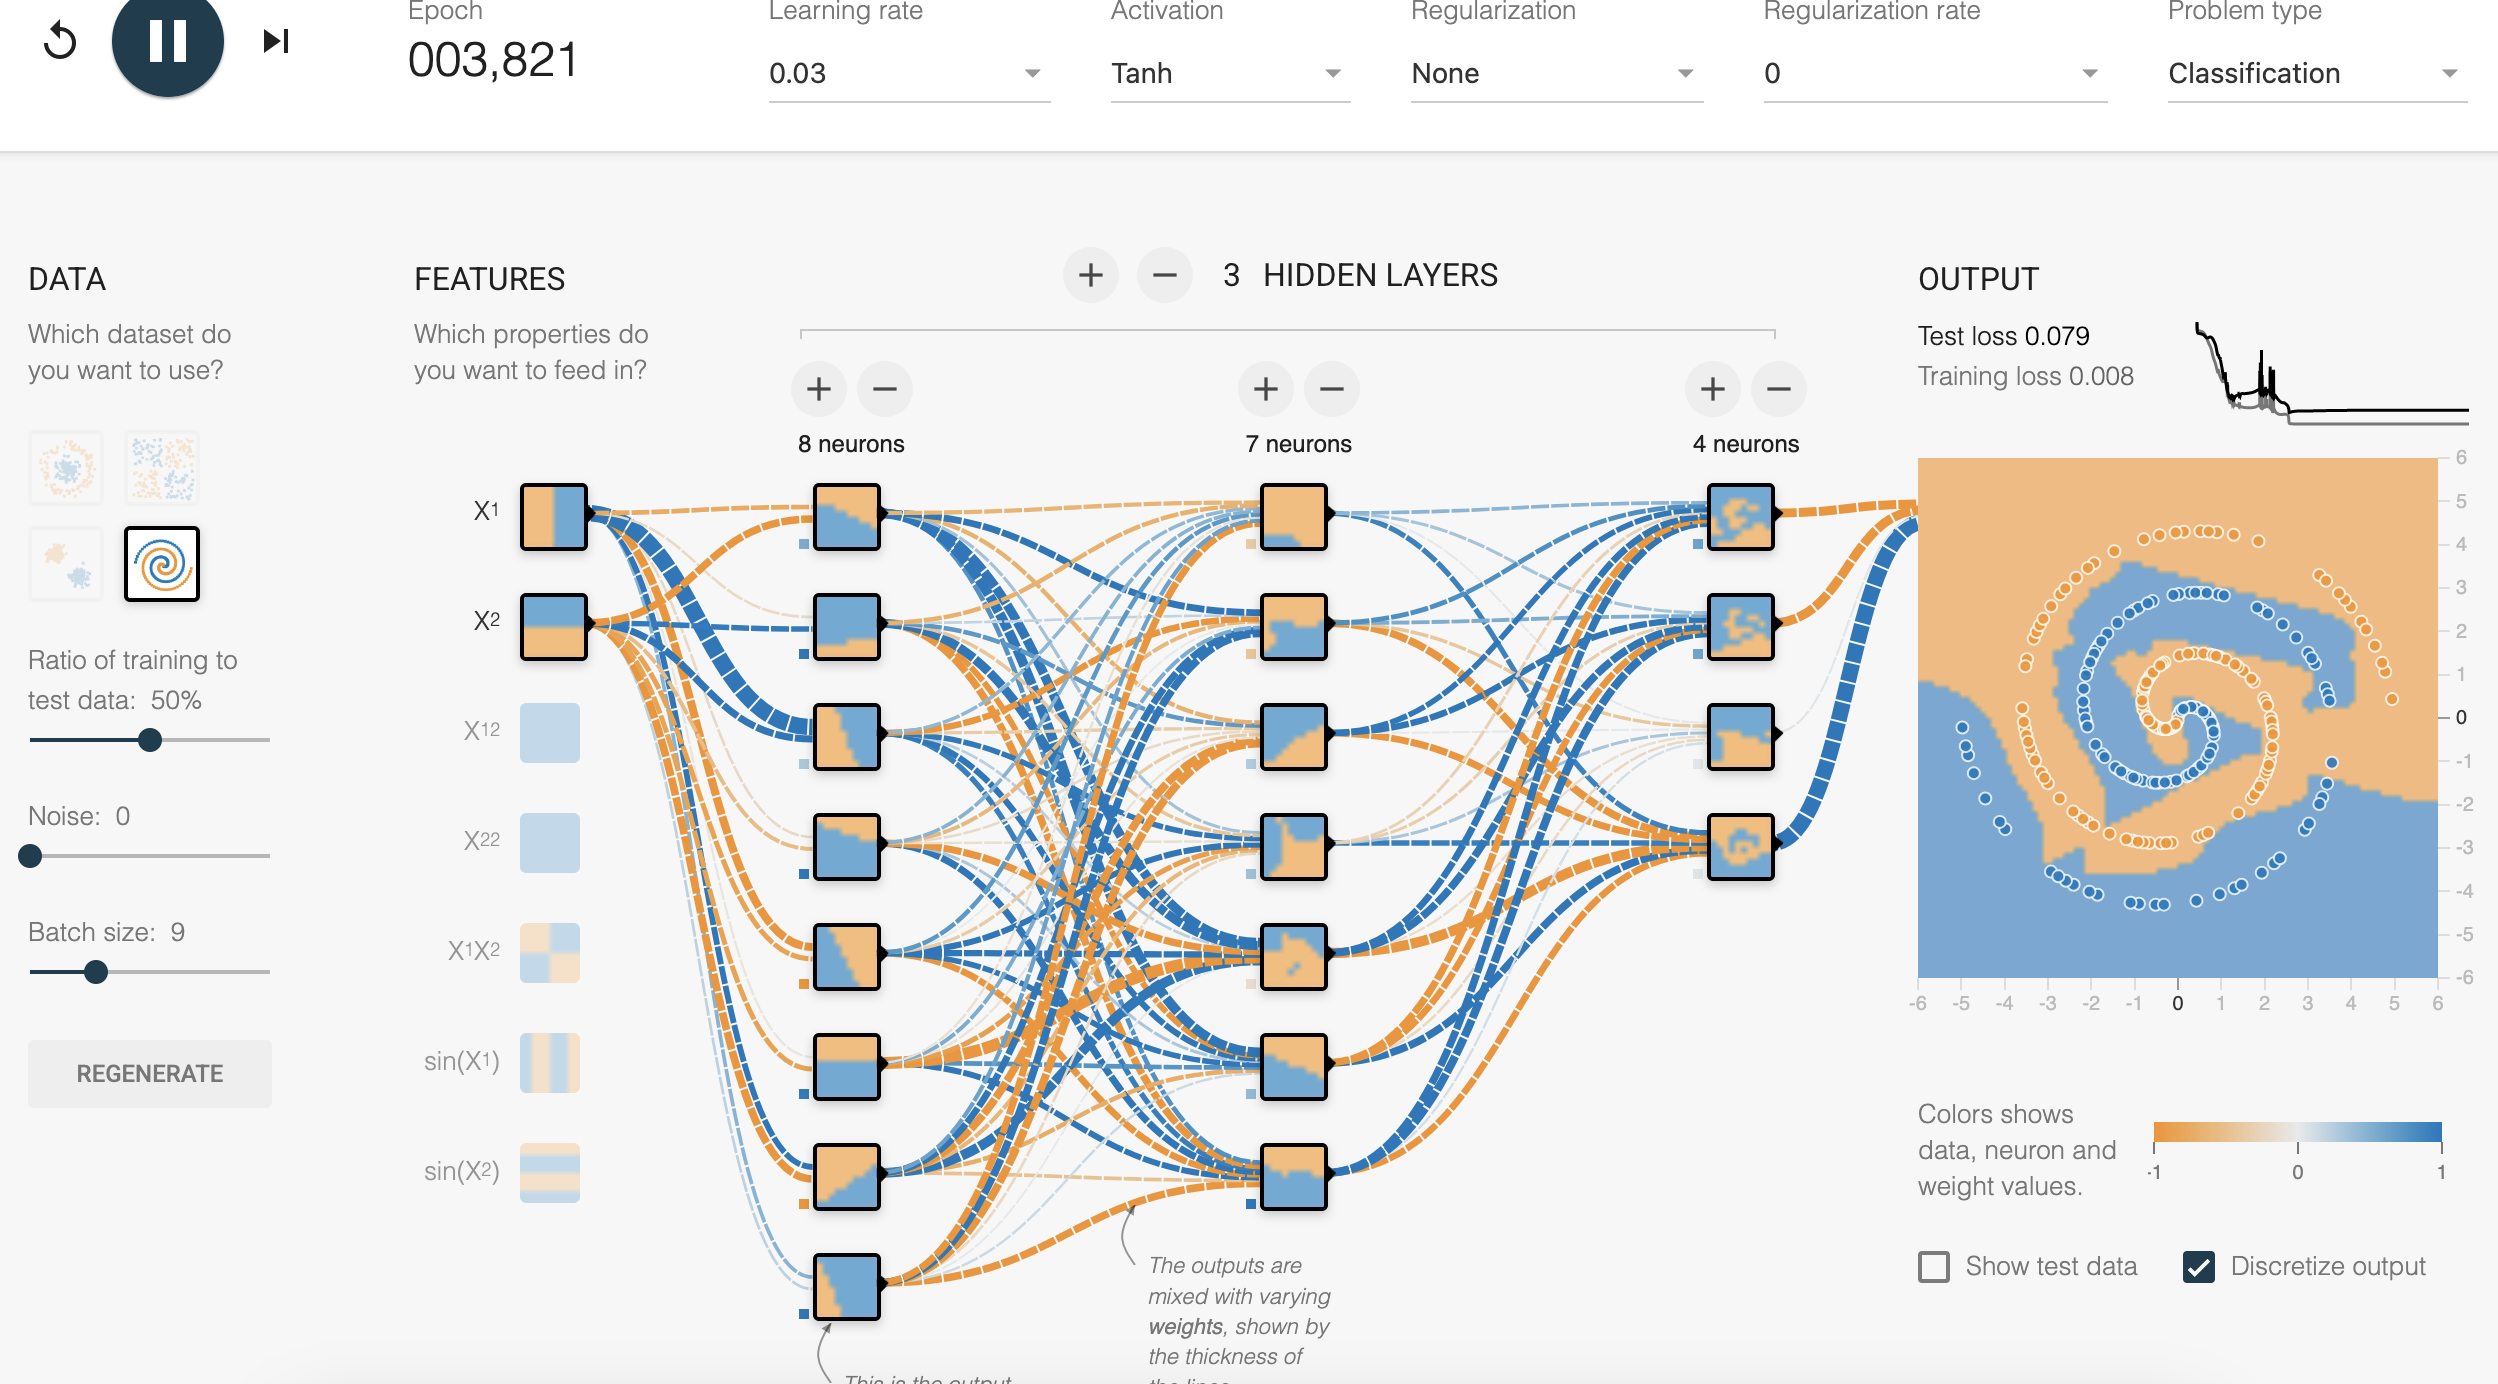 Epoch
003,821
Learning rate
0.03
Activation
Tanh
Regularization
None
Regularization rate
0
Problem type
Classification
DATA
Which dataset do
you want to use?
Ratio of training to
test data: 50%
Noise: 0
Batch size: 9
REGENERATE
FEATURES
Which properties do
you want to feed in?
X1
X2
X12
X22
X1X2
sin(X1)
sin(X2)
+ − 3 HIDDEN LAYERS
+ −
8 neurons
+ −
7 neurons
+ −
4 neurons
The outputs are
mixed with varying
weights, shown by
the thickness of
the lines.
This is the output
OUTPUT
Test loss 0.079
Training loss 0.008
6
5
4
3
2
1
0
-1
-2
-3
-4
-5
-6
-6 -5 -4 -3 -2 -1 0 1 2 3 4 5 6
Colors shows
data, neuron and
weight values.
-1 0 1
Show test data
Discretize output